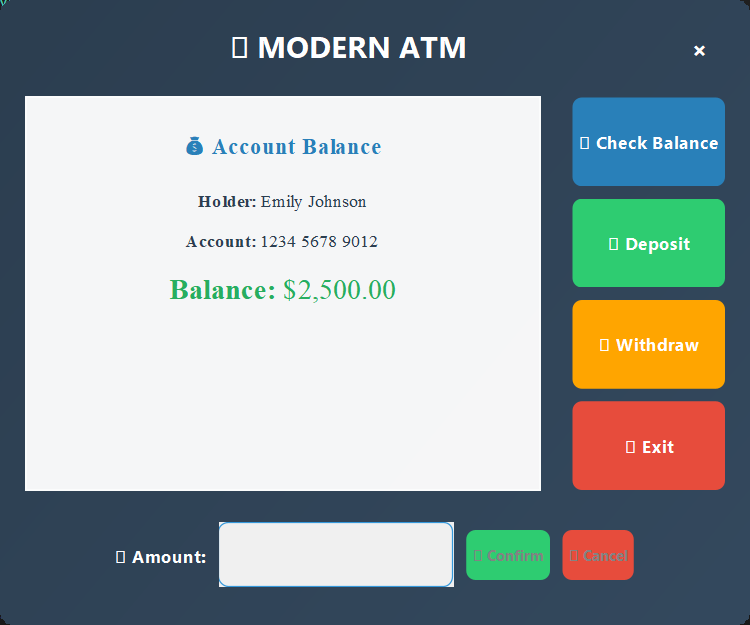 MODERN ATM
×
💰 Account Balance
Holder: Emily Johnson
Account: 1234 5678 9012
Balance: $2,500.00
Check Balance
Deposit
Withdraw
Exit
Amount:
Confirm
Cancel